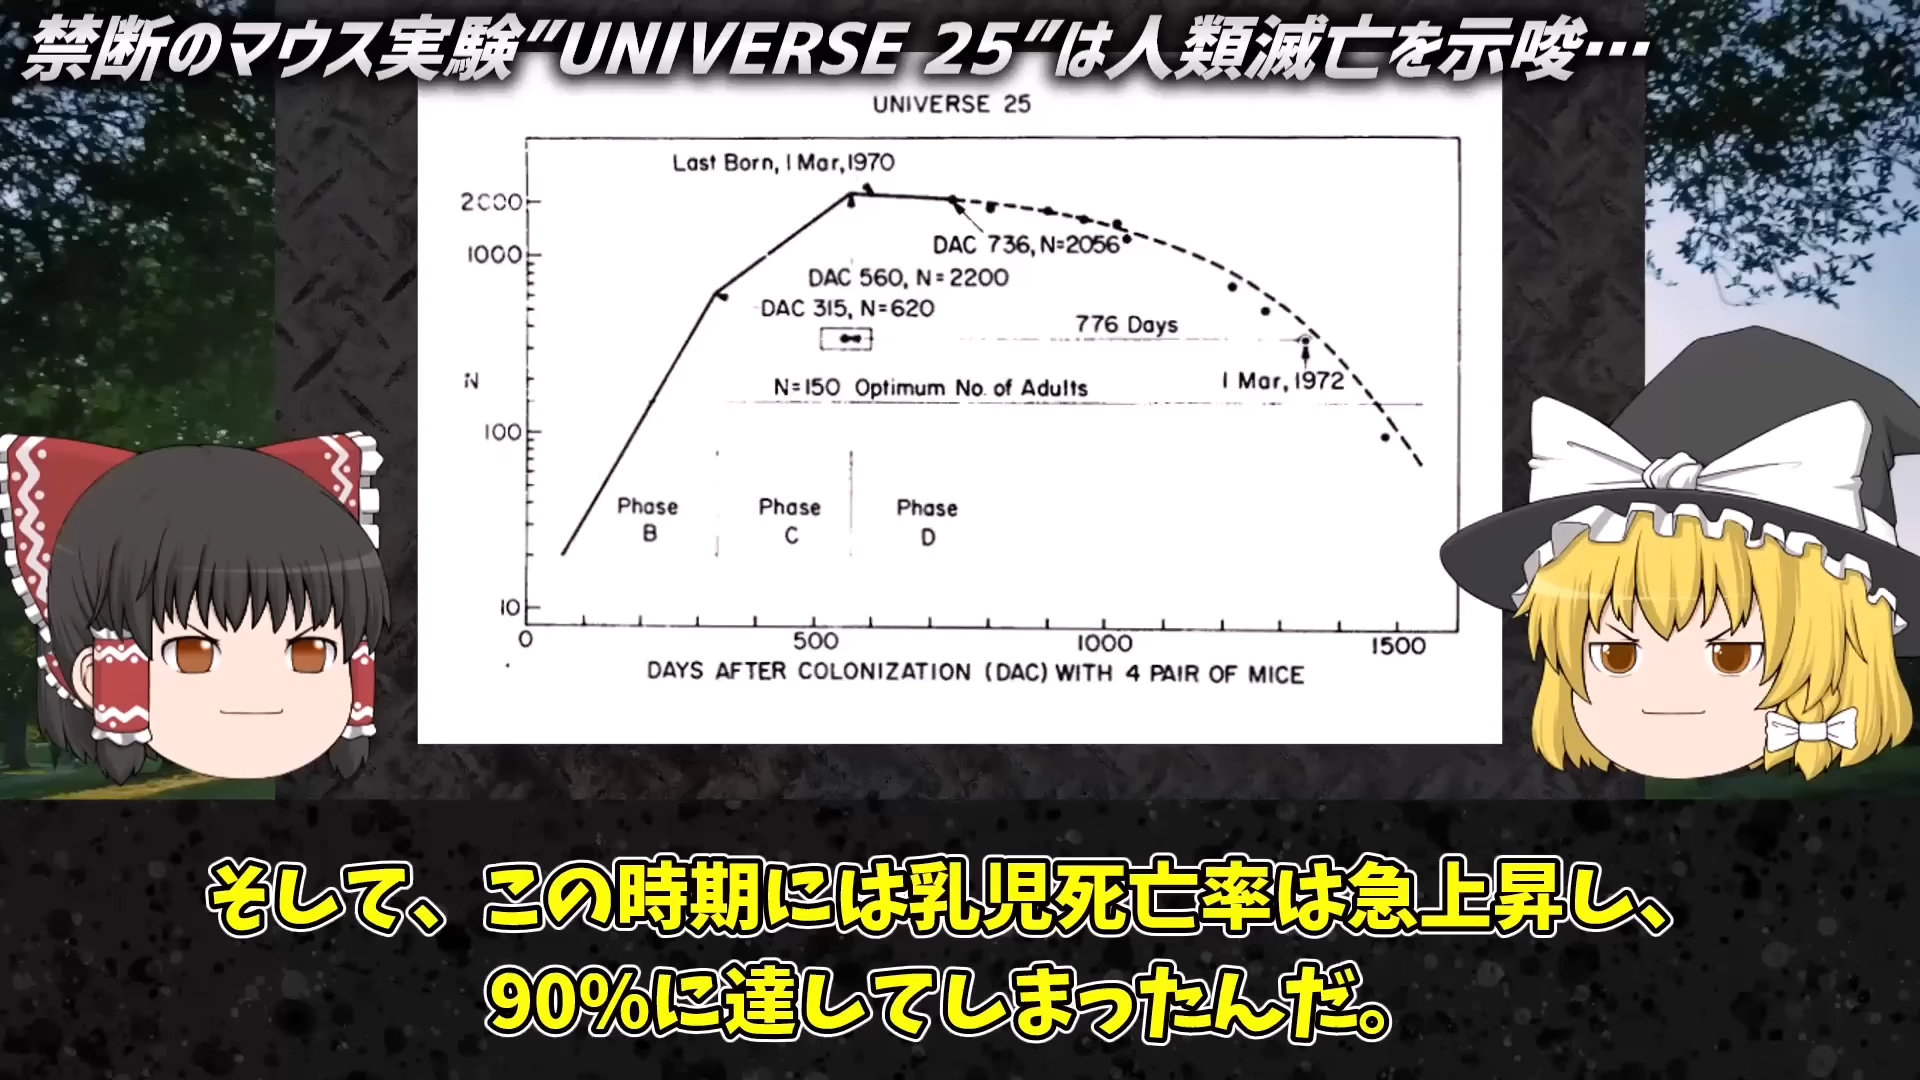 禁断のマウス実験”UNIVERSE 25”は人類滅亡を示唆…
UNIVERSE 25
Last Born, 1 Mar, 1970
2000
1000
DAC 736, N=2056
DAC 560, N=2200
DAC 315, N=620
776 Days
N
1 Mar, 1972
N=150 Optimum No. of Adults
100
Phase B
Phase C
Phase D
10
0 500 1000 1500
DAYS AFTER COLONIZATION (DAC) WITH 4 PAIR OF MICE
そして、この時期には乳児死亡率は急上昇し、
90%に達してしまったんだ。